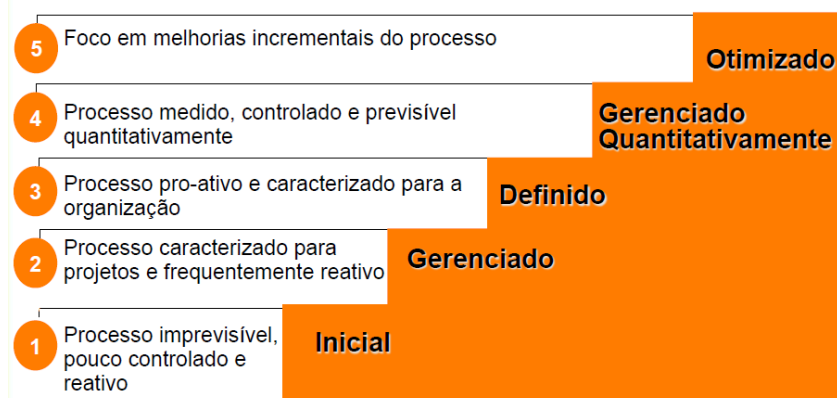 5
Foco em melhorias incrementais do processo
Otimizado
4
Processo medido, controlado e previsível
quantitativamente
Gerenciado
Quantitativamente
3
Processo pro-ativo e caracterizado para a
organização
Definido
2
Processo caracterizado para
projetos e frequentemente reativo
Gerenciado
1
Processo imprevisível,
pouco controlado e
reativo
Inicial